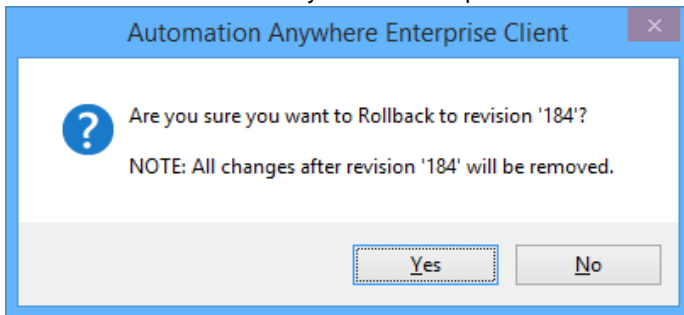 Automation Anywhere Enterprise Client
Are you sure you want to Rollback to revision '184'?
NOTE: All changes after revision '184' will be removed.
Yes
No